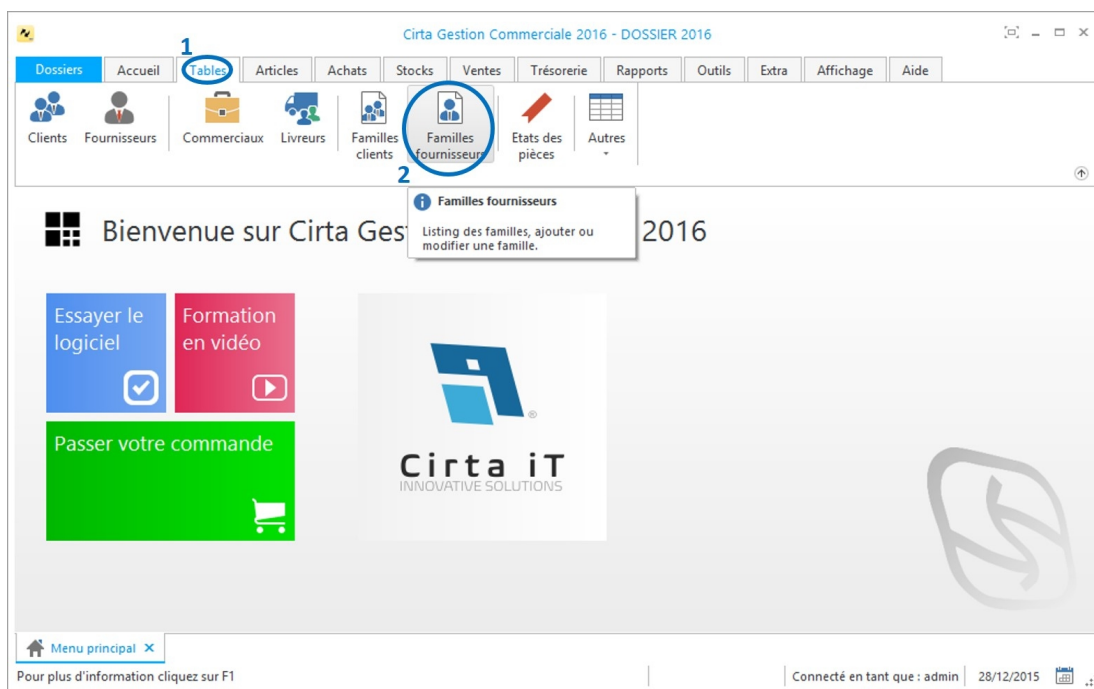 Cirta Gestion Commerciale 2016 - DOSSIER 2016
1
Dossiers Accueil Tables Articles Achats Stocks Ventes Trésorerie Rapports Outils Extra Affichage Aide
Clients Fournisseurs Commerciaux Livreurs Familles clients Familles fournisseurs Etats des pièces Autres
2
Familles fournisseurs
Listing des familles, ajouter ou
modifier une famille.
Bienvenue sur Cirta Ges 2016
Essayer le
logiciel
Formation
en vidéo
Passer votre commande
Cirta iT
INNOVATIVE SOLUTIONS
Menu principal
Pour plus d'information cliquez sur F1
Connecté en tant que : admin 28/12/2015